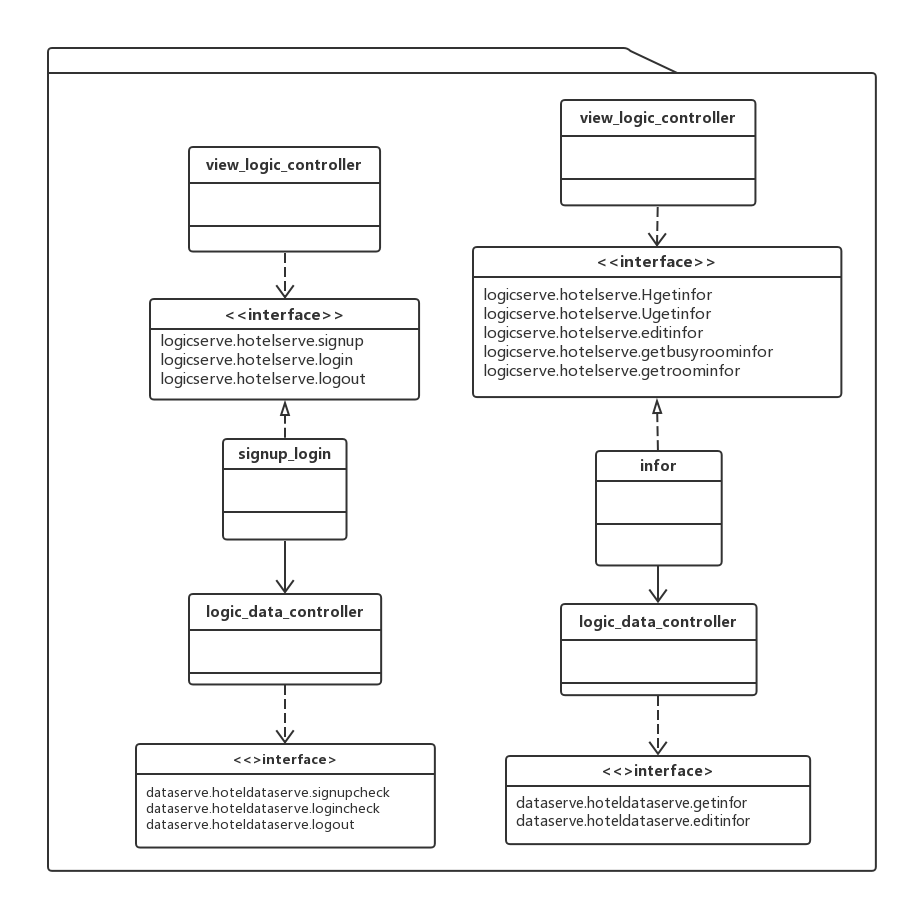 view_logic_controller
<<interface>>
logicserve.hotelserve.signup
logicserve.hotelserve.login
logicserve.hotelserve.logout
signup_login
logic_data_controller
<<>interface>
dataserve.hoteldataserve.signupcheck
dataserve.hoteldataserve.logincheck
dataserve.hoteldataserve.logout
view_logic_controller
<<interface>>
logicserve.hotelserve.Hgetinfor
logicserve.hotelserve.Ugetinfor
logicserve.hotelserve.editinfor
logicserve.hotelserve.getbusyroominfor
logicserve.hotelserve.getroominfor
infor
logic_data_controller
<<>interface>
dataserve.hoteldataserve.getinfor
dataserve.hoteldataserve.editinfor